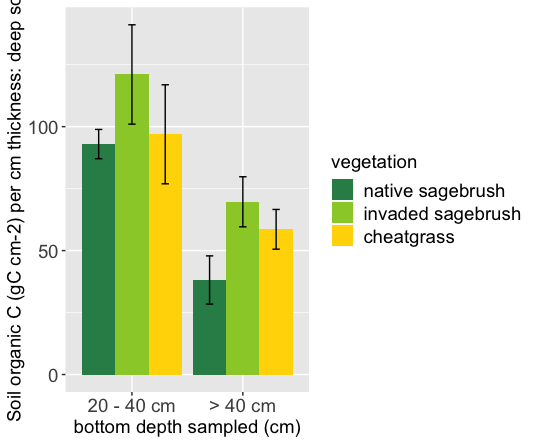 Soil organic C (gC cm-2) per cm thickness: deep
100
50
0
20 - 40 cm
> 40 cm
bottom depth sampled (cm)
vegetation
native sagebrush
invaded sagebrush
cheatgrass